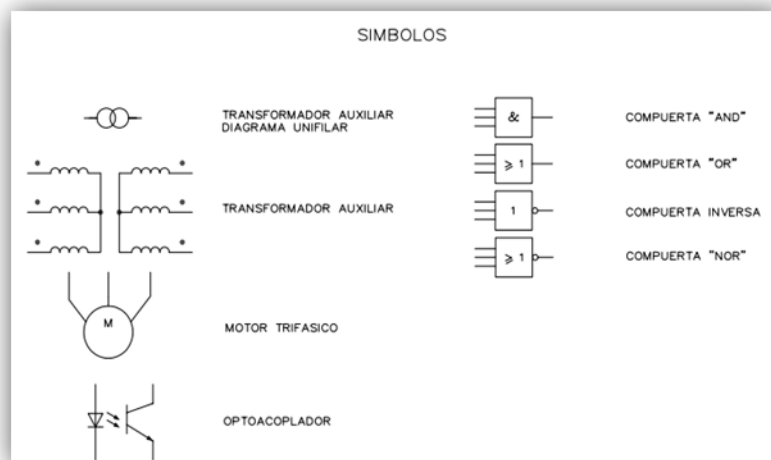 SIMBOLOS
TRANSFORMADOR AUXILIAR
DIAGRAMA UNIFILAR
TRANSFORMADOR AUXILIAR
M
MOTOR TRIFASICO
OPTOACOPLADOR
&
COMPUERTA "AND"
⩾ 1
COMPUERTA "OR"
1
COMPUERTA INVERSA
⩾ 1
COMPUERTA "NOR"